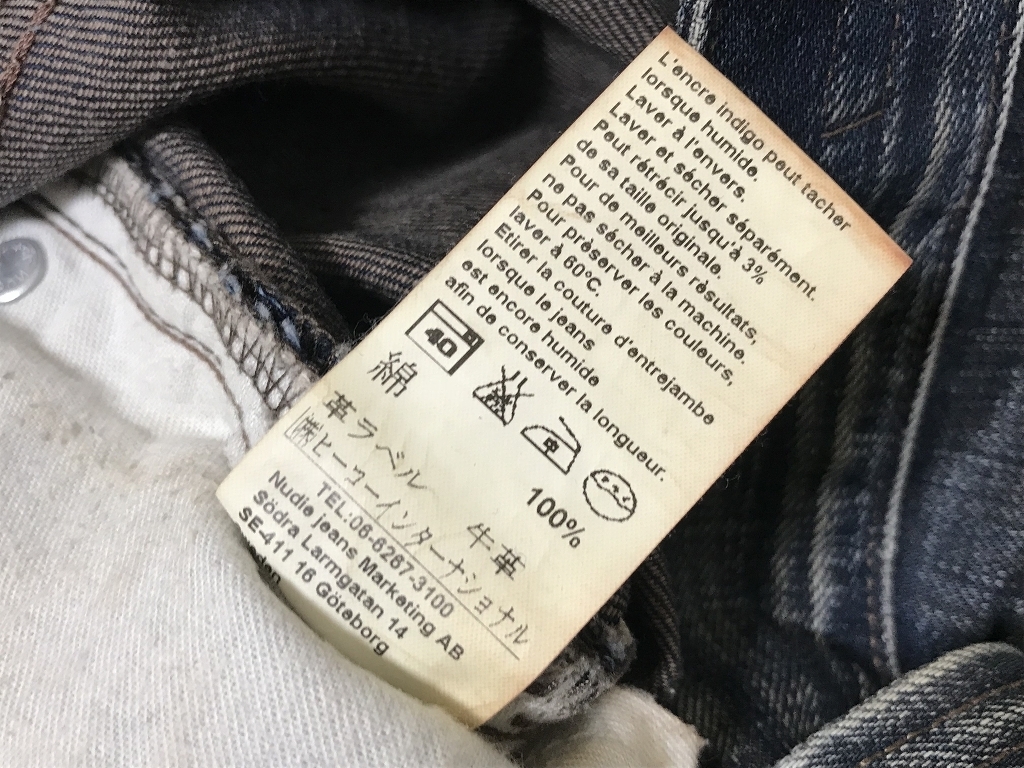 L'encre indigo peut tacher
lorsque humide.
Laver à l'envers.
Laver et sécher séparément.
Peut rétrécir jusqu'à 3%
de sa taille originale.
Pour de meilleurs résultats,
ne pas sécher à la machine.
Pour préserver les couleurs,
laver à 60°C.
Etirer la couture d'entrejambe
lorsque le jeans
est encore humide
afin de conserver la longueur.
40
中
綿 100%
革ラベル 牛革
㈱ヒーローインターナショナル
TEL:06-6267-3100
Nudie jeans Marketing AB
Södra Larmgatan 14
SE-411 16 Göteborg